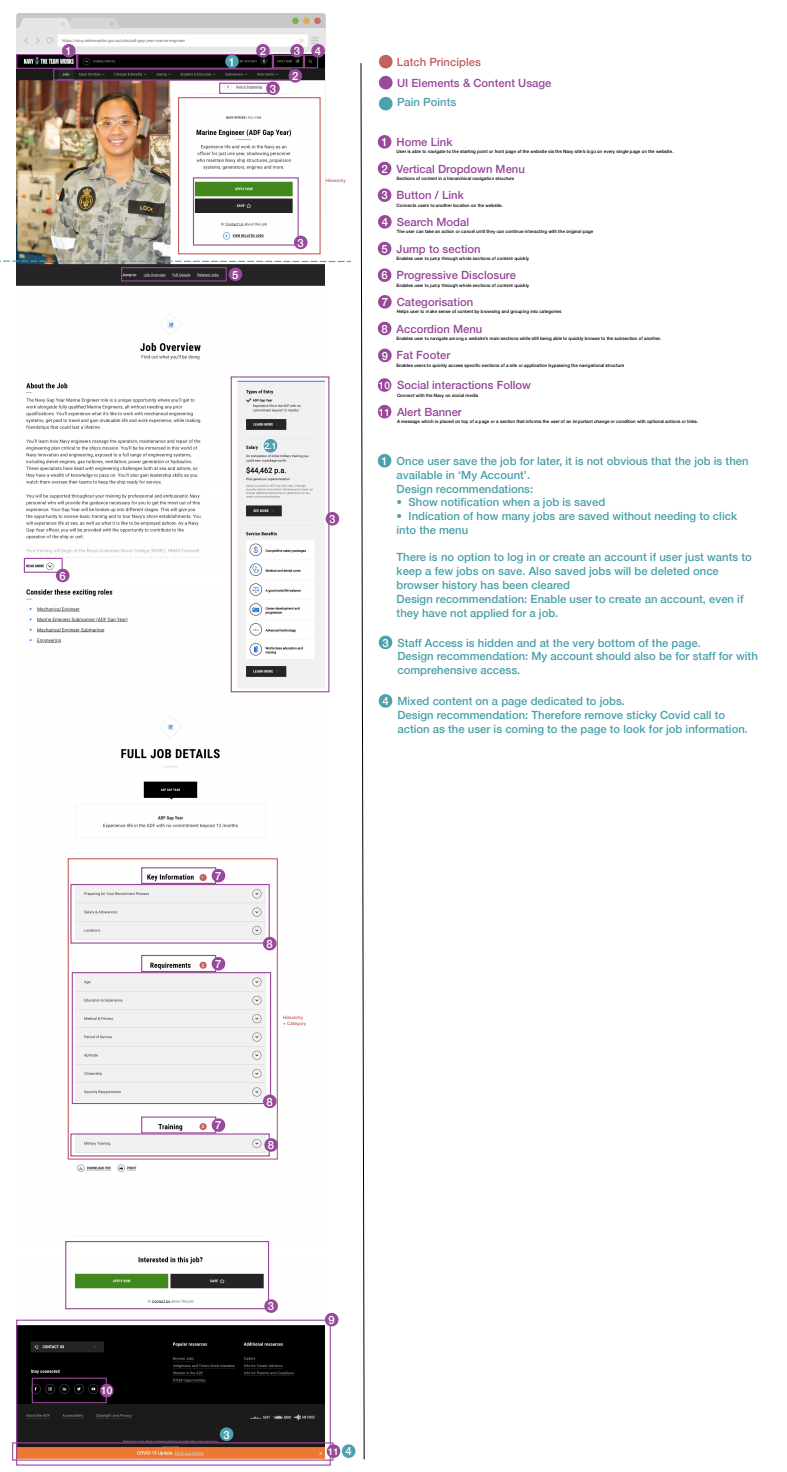 https://navy.defencejobs.gov.au/jobs/adf-gap-year-marine-engineer
1
2
3
4
NAVY THE TEAM WORKS
CHANGE SERVICE
1
MY ACCOUNT
APPLY NOW
Jobs
About the Navy
Lifestyle & Benefits
Joining
Students & Education
Submariners
Help Centre
2
Back to Engineering
3
NAVY OFFICER | FULL TIME
Marine Engineer (ADF Gap Year)
Experience life and work in the Navy as an
officer for just one year, shadowing personnel
who maintain Navy ship structures, propulsion
systems, generators, engines and more.
Hierarchy
APPLY NOW
SAVE
Or Contact Us about this job
VIEW RELATED JOBS
3
LOCK
Jump to:
Job Overview
Full Details
Related Jobs
5
Job Overview
Find out what you'll be doing
About the Job
The Navy Gap Year Marine Engineer role is a unique opportunity where you'll get to
work alongside fully qualified Marine Engineers, all without needing any prior
qualifications. You'll experience what it's like to work with mechanical engineering
systems, get paid to travel and gain invaluable life and work experience, while making
friendships that could last a lifetime.
You'll learn how Navy engineers manage the operation, maintenance and repair of the
engineering plan critical to the ship's mission. You'll be immersed in this world of
Navy innovation and engineering, exposed to a full range of engineering systems,
including diesel engines, gas turbines, ventilation, power generation or hydraulics.
These specialists have dealt with engineering challenges both at sea and ashore, so
they have a wealth of knowledge to pass on. You'll also gain leadership skills as you
watch them oversee their teams to keep the ship ready for service.
You will be supported throughout your training by professional and enthusiastic Navy
personnel who will provide the guidance necessary for you to get the most out of this
experience. Your Gap Year will be broken up into different stages. This will give you
the opportunity to receive basic training and to tour Navy's shore establishments. You
will experience life at sea, as well as what it is like to be employed ashore. As a Navy
Gap Year officer, you will be provided with the opportunity to contribute to the
operation of the ship or unit.
Your training will begin at the Royal Australian Naval College (RANC), HMAS Creswell
READ MORE
6
Consider these exciting roles
Mechanical Engineer
Marine Engineer Submariner (ADF Gap Year)
Mechanical Engineer Submariner
Engineering
Types of Entry
ADF Gap Year
Experience life in the ADF with no
commitment beyond 12 months
LEARN MORE
Salary
2.1
On completion of initial military training you
could earn a package worth
$44,462 p.a.
Plus generous superannuation
SEE MORE
3
Service Benefits
Competitive salary packages
Medical and dental cover
A good work/life balance
Career development and
progression
Advanced technology
World-class education and
training
LEARN MORE
FULL JOB DETAILS
ADF GAP YEAR
ADF Gap Year
Experience life in the ADF with no commitment beyond 12 months
Key Information
1
7
Preparing for Your Recruitment Process
Salary & Allowances
Locations
8
Requirements
2
7
Age
Education & Experience
Medical & Fitness
Period of Service
Aptitude
Citizenship
Security Requirements
8
Hierarchy
+ Category
Training
3
7
Military Training
8
DOWNLOAD PDF
PRINT
Interested in this job?
APPLY NOW
SAVE
Or Contact Us about this job
3
9
CONTACT US
Popular resources
Browse Jobs
Indigenous and Torres Strait Islanders
Women in the ADF
STEM Opportunities
Additional resources
Cadets
Info for Career Advisors
Info for Parents and Guardians
Stay connected
10
About the ADF
Accessibility
Copyright and Privacy
NAVY
ARMY
AIR FORCE
3
COVID-19 Update Find out more.
×
11
4
Latch Principles
UI Elements & Content Usage
Pain Points
1 Home Link
User is able to navigate to the starting point or front page of the website via the Navy site's logo on every single page on the website.
2 Vertical Dropdown Menu
Sections of content in a hierarchical navigation structure
3 Button / Link
Connects users to another location on the website.
4 Search Modal
The user can take an action or cancel until they can continue interacting with the original page
5 Jump to section
Enables user to jump through whole sections of content quickly
6 Progressive Disclosure
Enables user to jump through whole sections of content quickly
7 Categorisation
Helps user to make sense of content by browsing and grouping into categories
8 Accordion Menu
Enables user to navigate among a website's main sections while still being able to quickly browse to the subsection of another.
9 Fat Footer
Enables users to quickly access specific sections of a site or application bypassing the navigational structure
10 Social interactions Follow
Connect with the Navy on social media
11 Alert Banner
A message which is placed on top of a page or a section that informs the user of an important change or condition with optional actions or links.
1 Once user save the job for later, it is not obvious that the job is then
available in ‘My Account’.
Design recommendations:
• Show notification when a job is saved
• Indication of how many jobs are saved without needing to click
into the menu
There is no option to log in or create an account if user just wants to
keep a few jobs on save. Also saved jobs will be deleted once
browser history has been cleared
Design recommendation: Enable user to create an account, even if
they have not applied for a job.
3 Staff Access is hidden and at the very bottom of the page.
Design recommendation: My account should also be for staff for with
comprehensive access.
4 Mixed content on a page dedicated to jobs.
Design recommendation: Therefore remove sticky Covid call to
action as the user is coming to the page to look for job information.